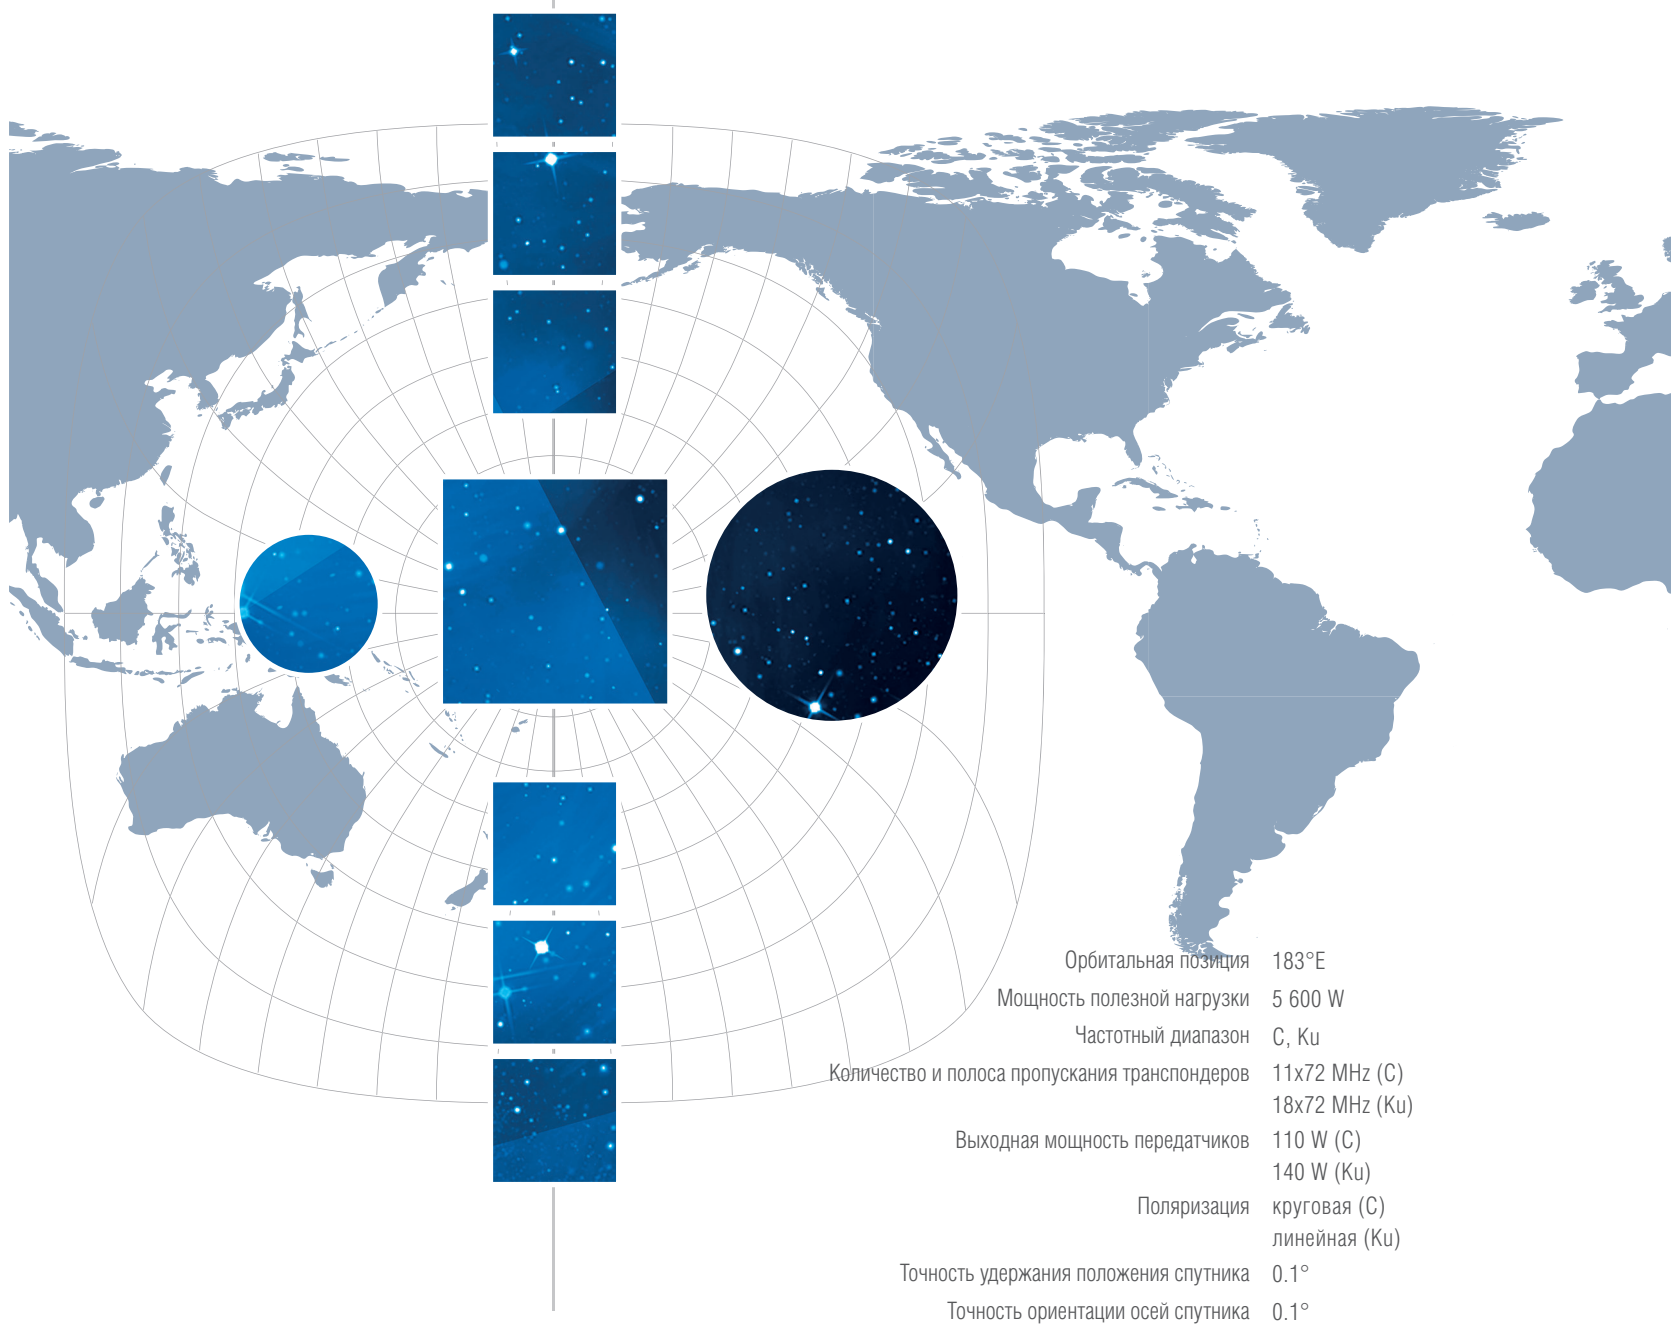 Орбитальная позиция 183°E
Мощность полезной нагрузки 5 600 W
Частотный диапазон C, Ku
Количество и полоса пропускания транспондеров 11x72 MHz (C)
18x72 MHz (Ku)
Выходная мощность передатчиков 110 W (C)
140 W (Ku)
Поляризация круговая (C)
линейная (Ku)
Точность удержания положения спутника 0.1°
Точность ориентации осей спутника 0.1°